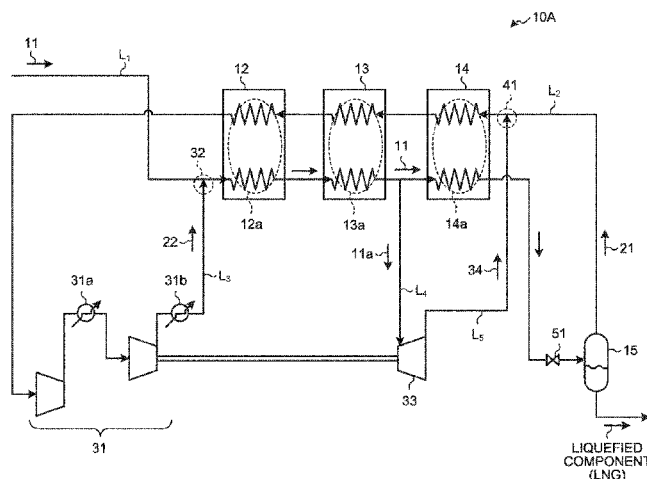 10A
11
L1
12
13
14
41
L2
32
11
12a
13a
14a
22
11a
34
21
31a
31b
L3
L4
L5
51
15
33
31
LIQUEFIED
COMPONENT
(LNG)